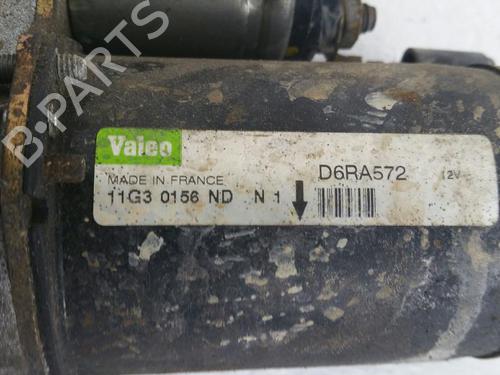 B-PARTS
Valeo
MADE IN FRANCE
11G3 0156 ND N 1
D6RA572
12V